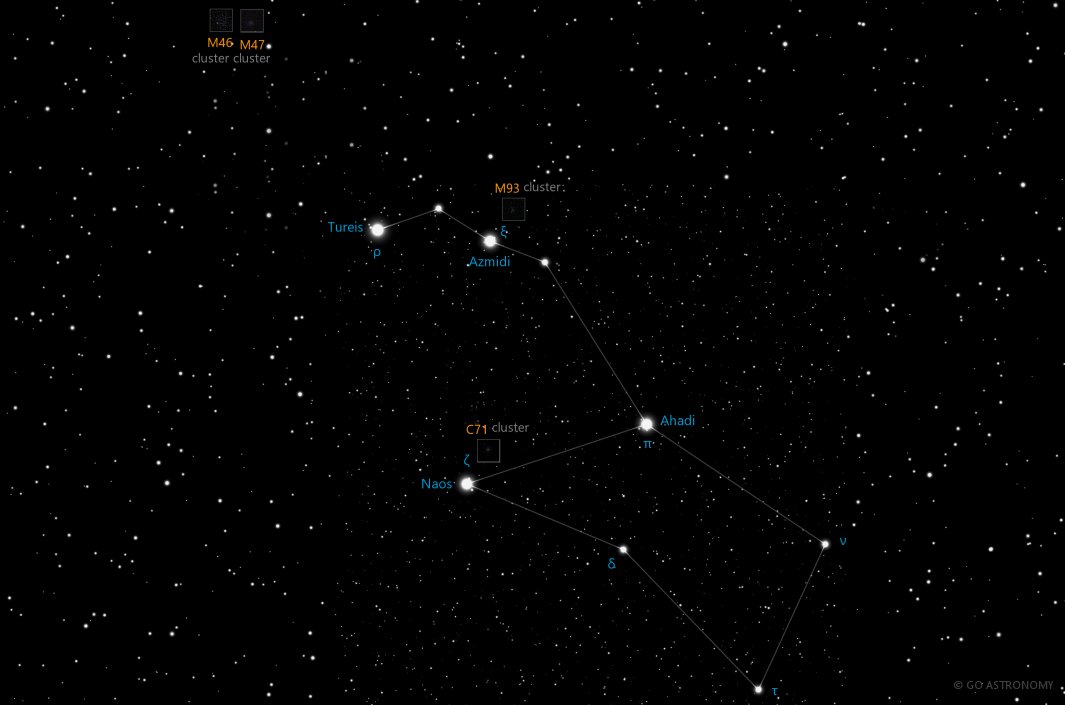 M46 M47
cluster cluster
M93 cluster
Tureis
ξ
ρ
Azmidi
Ahadi
C71 cluster
π
ζ
Naos
ν
δ
τ
© GO ASTRONOMY